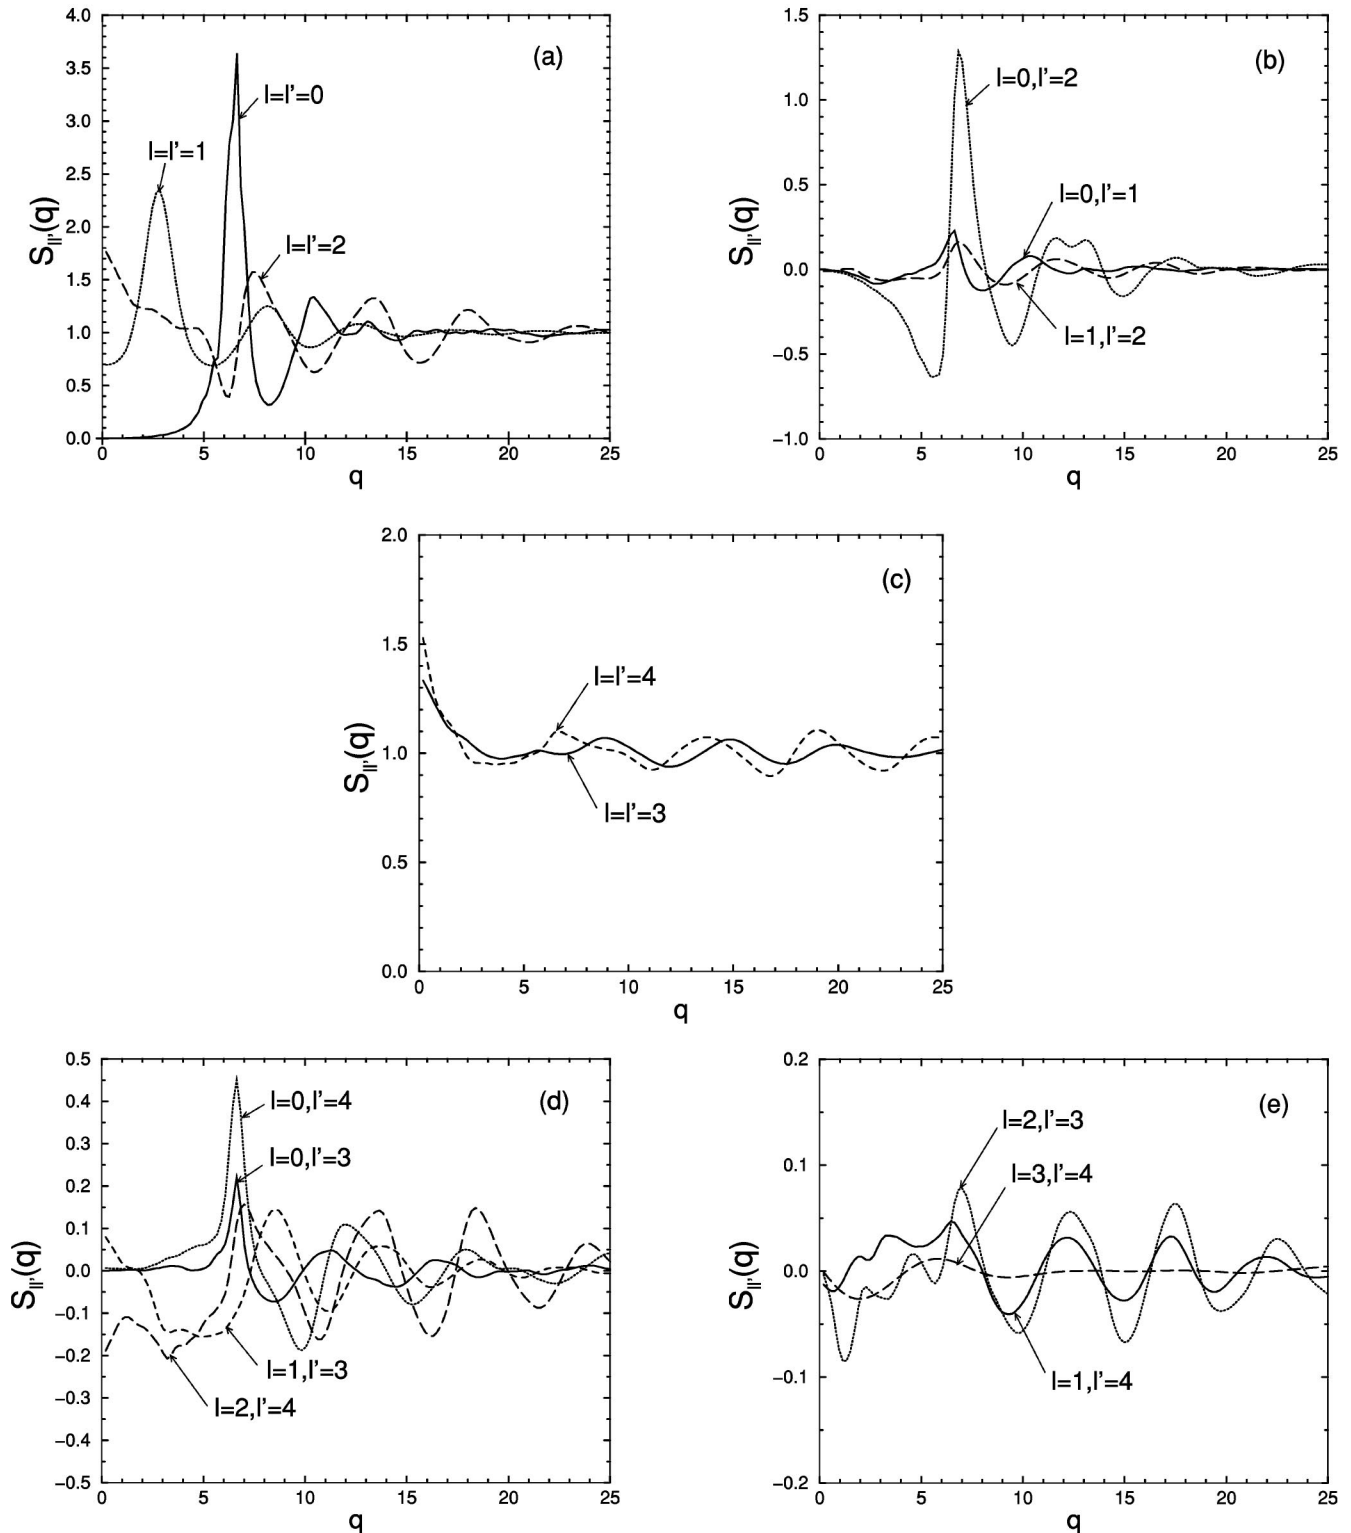 (a)
S_ll'(q)
4.0
3.5
3.0
2.5
2.0
1.5
1.0
0.5
0.0
l=l'=0
l=l'=1
l=l'=2
0 5 10 15 20 25
q
(b)
S_ll'(q)
1.5
1.0
0.5
0.0
−0.5
−1.0
l=0,l'=2
l=0,l'=1
l=1,l'=2
0 5 10 15 20 25
q
(c)
S_ll'(q)
2.0
1.5
1.0
0.5
0.0
l=l'=4
l=l'=3
0 5 10 15 20 25
q
(d)
S_ll'(q)
0.5
0.4
0.3
0.2
0.1
0.0
−0.1
−0.2
−0.3
−0.4
−0.5
l=0,l'=4
l=0,l'=3
l=1,l'=3
l=2,l'=4
0 5 10 15 20 25
q
(e)
S_ll'(q)
0.2
0.1
0.0
−0.1
−0.2
l=2,l'=3
l=3,l'=4
l=1,l'=4
0 5 10 15 20 25
q